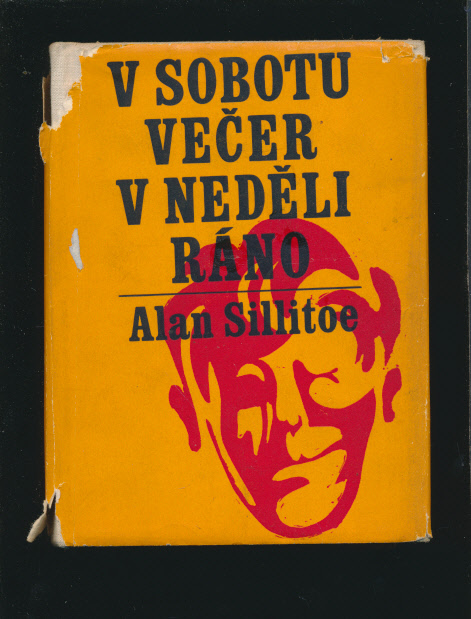 V SOBOTU
VEČER
V NEDĚLI
RÁNO
Alan Sillitoe